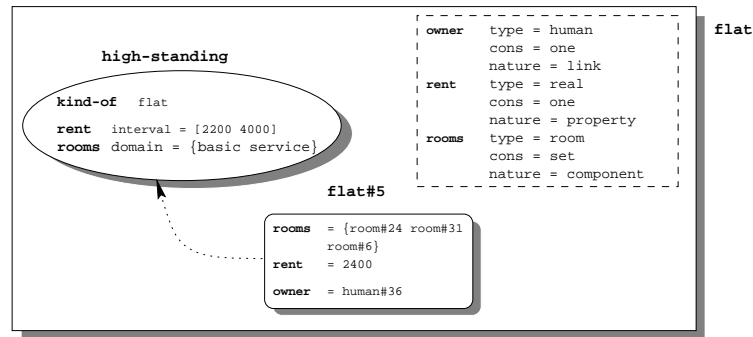 flat
high-standing
kind-of flat
rent interval = [2200 4000]
rooms domain = {basic service}
owner type = human
cons = one
nature = link
rent type = real
cons = one
nature = property
rooms type = room
cons = set
nature = component
flat#5
rooms = {room#24 room#31
room#6}
rent = 2400
owner = human#36